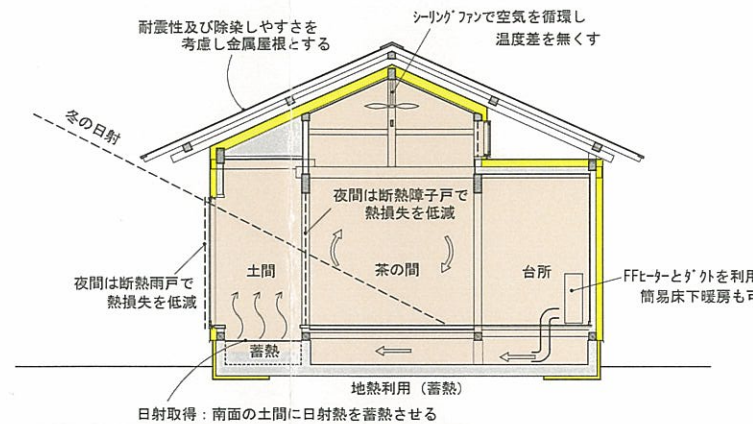 耐震性及び除染しやすさを
考慮し金属屋根とする
シーリングファンで空気を循環し
温度差を無くす
冬の日射
夜間は断熱障子戸で
熱損失を低減
夜間は断熱雨戸で
熱損失を低減
土間
茶の間
台所
FFヒーターとダクトを利用
簡易床下暖房も可
蓄熱
地熱利用(蓄熱)
日射取得:南面の土間に日射熱を蓄熱させる